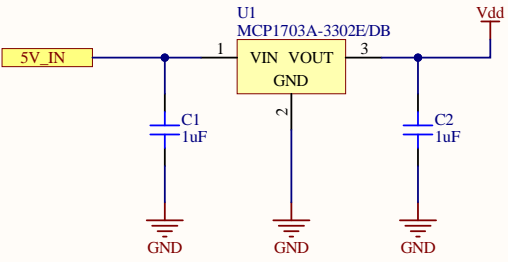 U1
Vdd
MCP1703A-3302E/DB
5V_IN
1
VIN VOUT
3
GND
2
C1
1uF
C2
1uF
GND
GND
GND